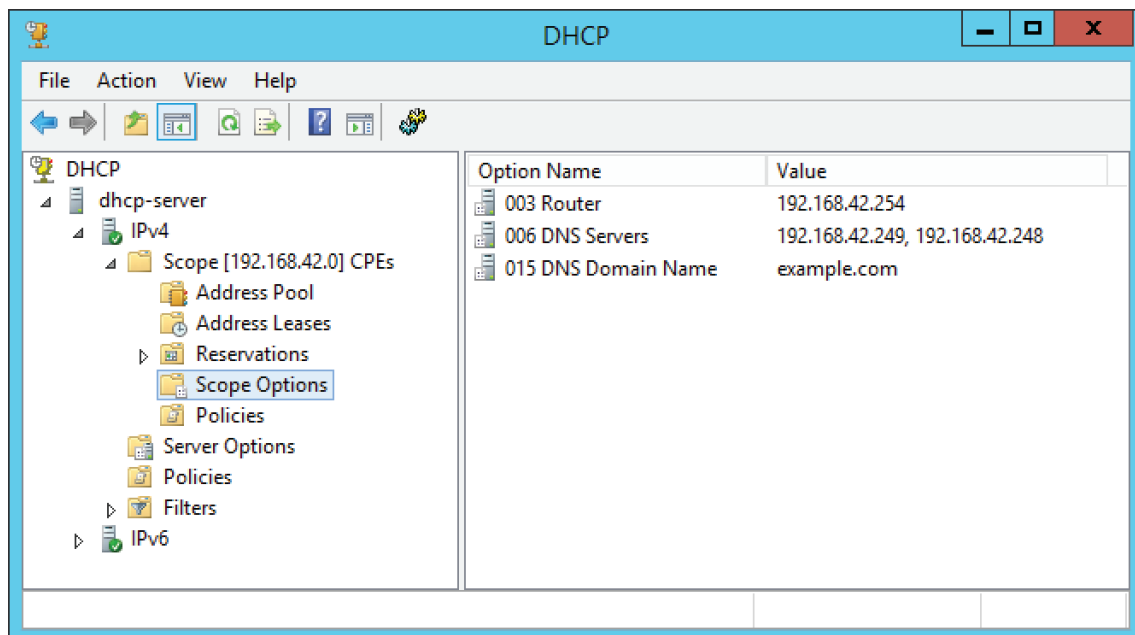 DHCP
File Action View Help
DHCP
dhcp-server
IPv4
Scope [192.168.42.0] CPEs
Address Pool
Address Leases
Reservations
Scope Options
Policies
Server Options
Policies
Filters
IPv6
Option Name Value
003 Router 192.168.42.254
006 DNS Servers 192.168.42.249, 192.168.42.248
015 DNS Domain Name example.com